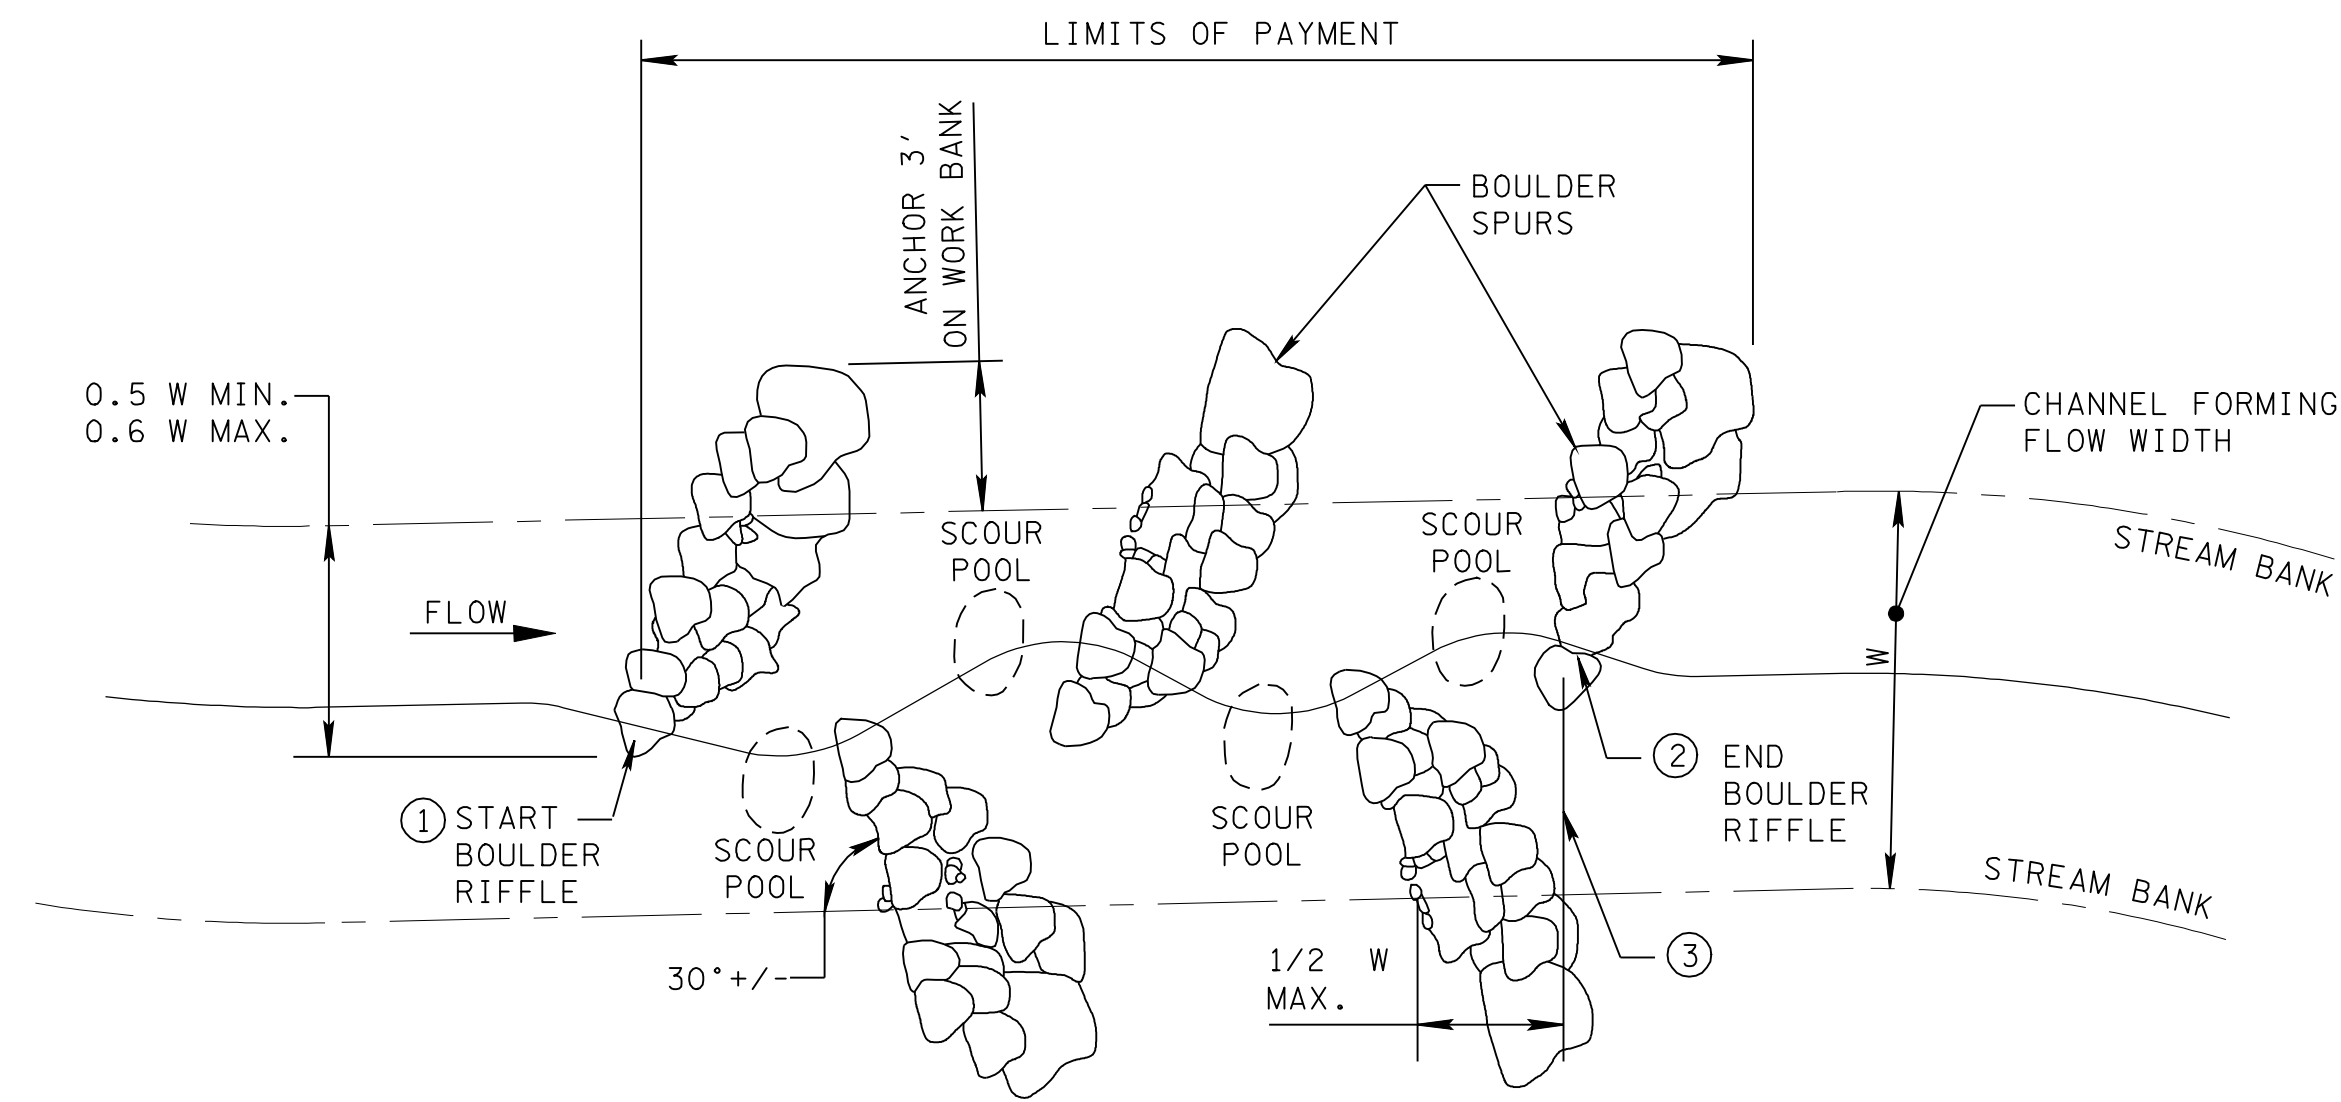 LIMITS OF PAYMENT
ANCHOR 3'
ON WORK BANK
BOULDER
SPURS
0.5 W MIN.
0.6 W MAX.
CHANNEL FORMING
FLOW WIDTH
SCOUR
POOL
SCOUR
POOL
STREAM BANK
FLOW
W
1 START
BOULDER
RIFFLE
SCOUR
POOL
SCOUR
POOL
2 END
BOULDER
RIFFLE
STREAM BANK
30°+/-
1/2 W
MAX.
3